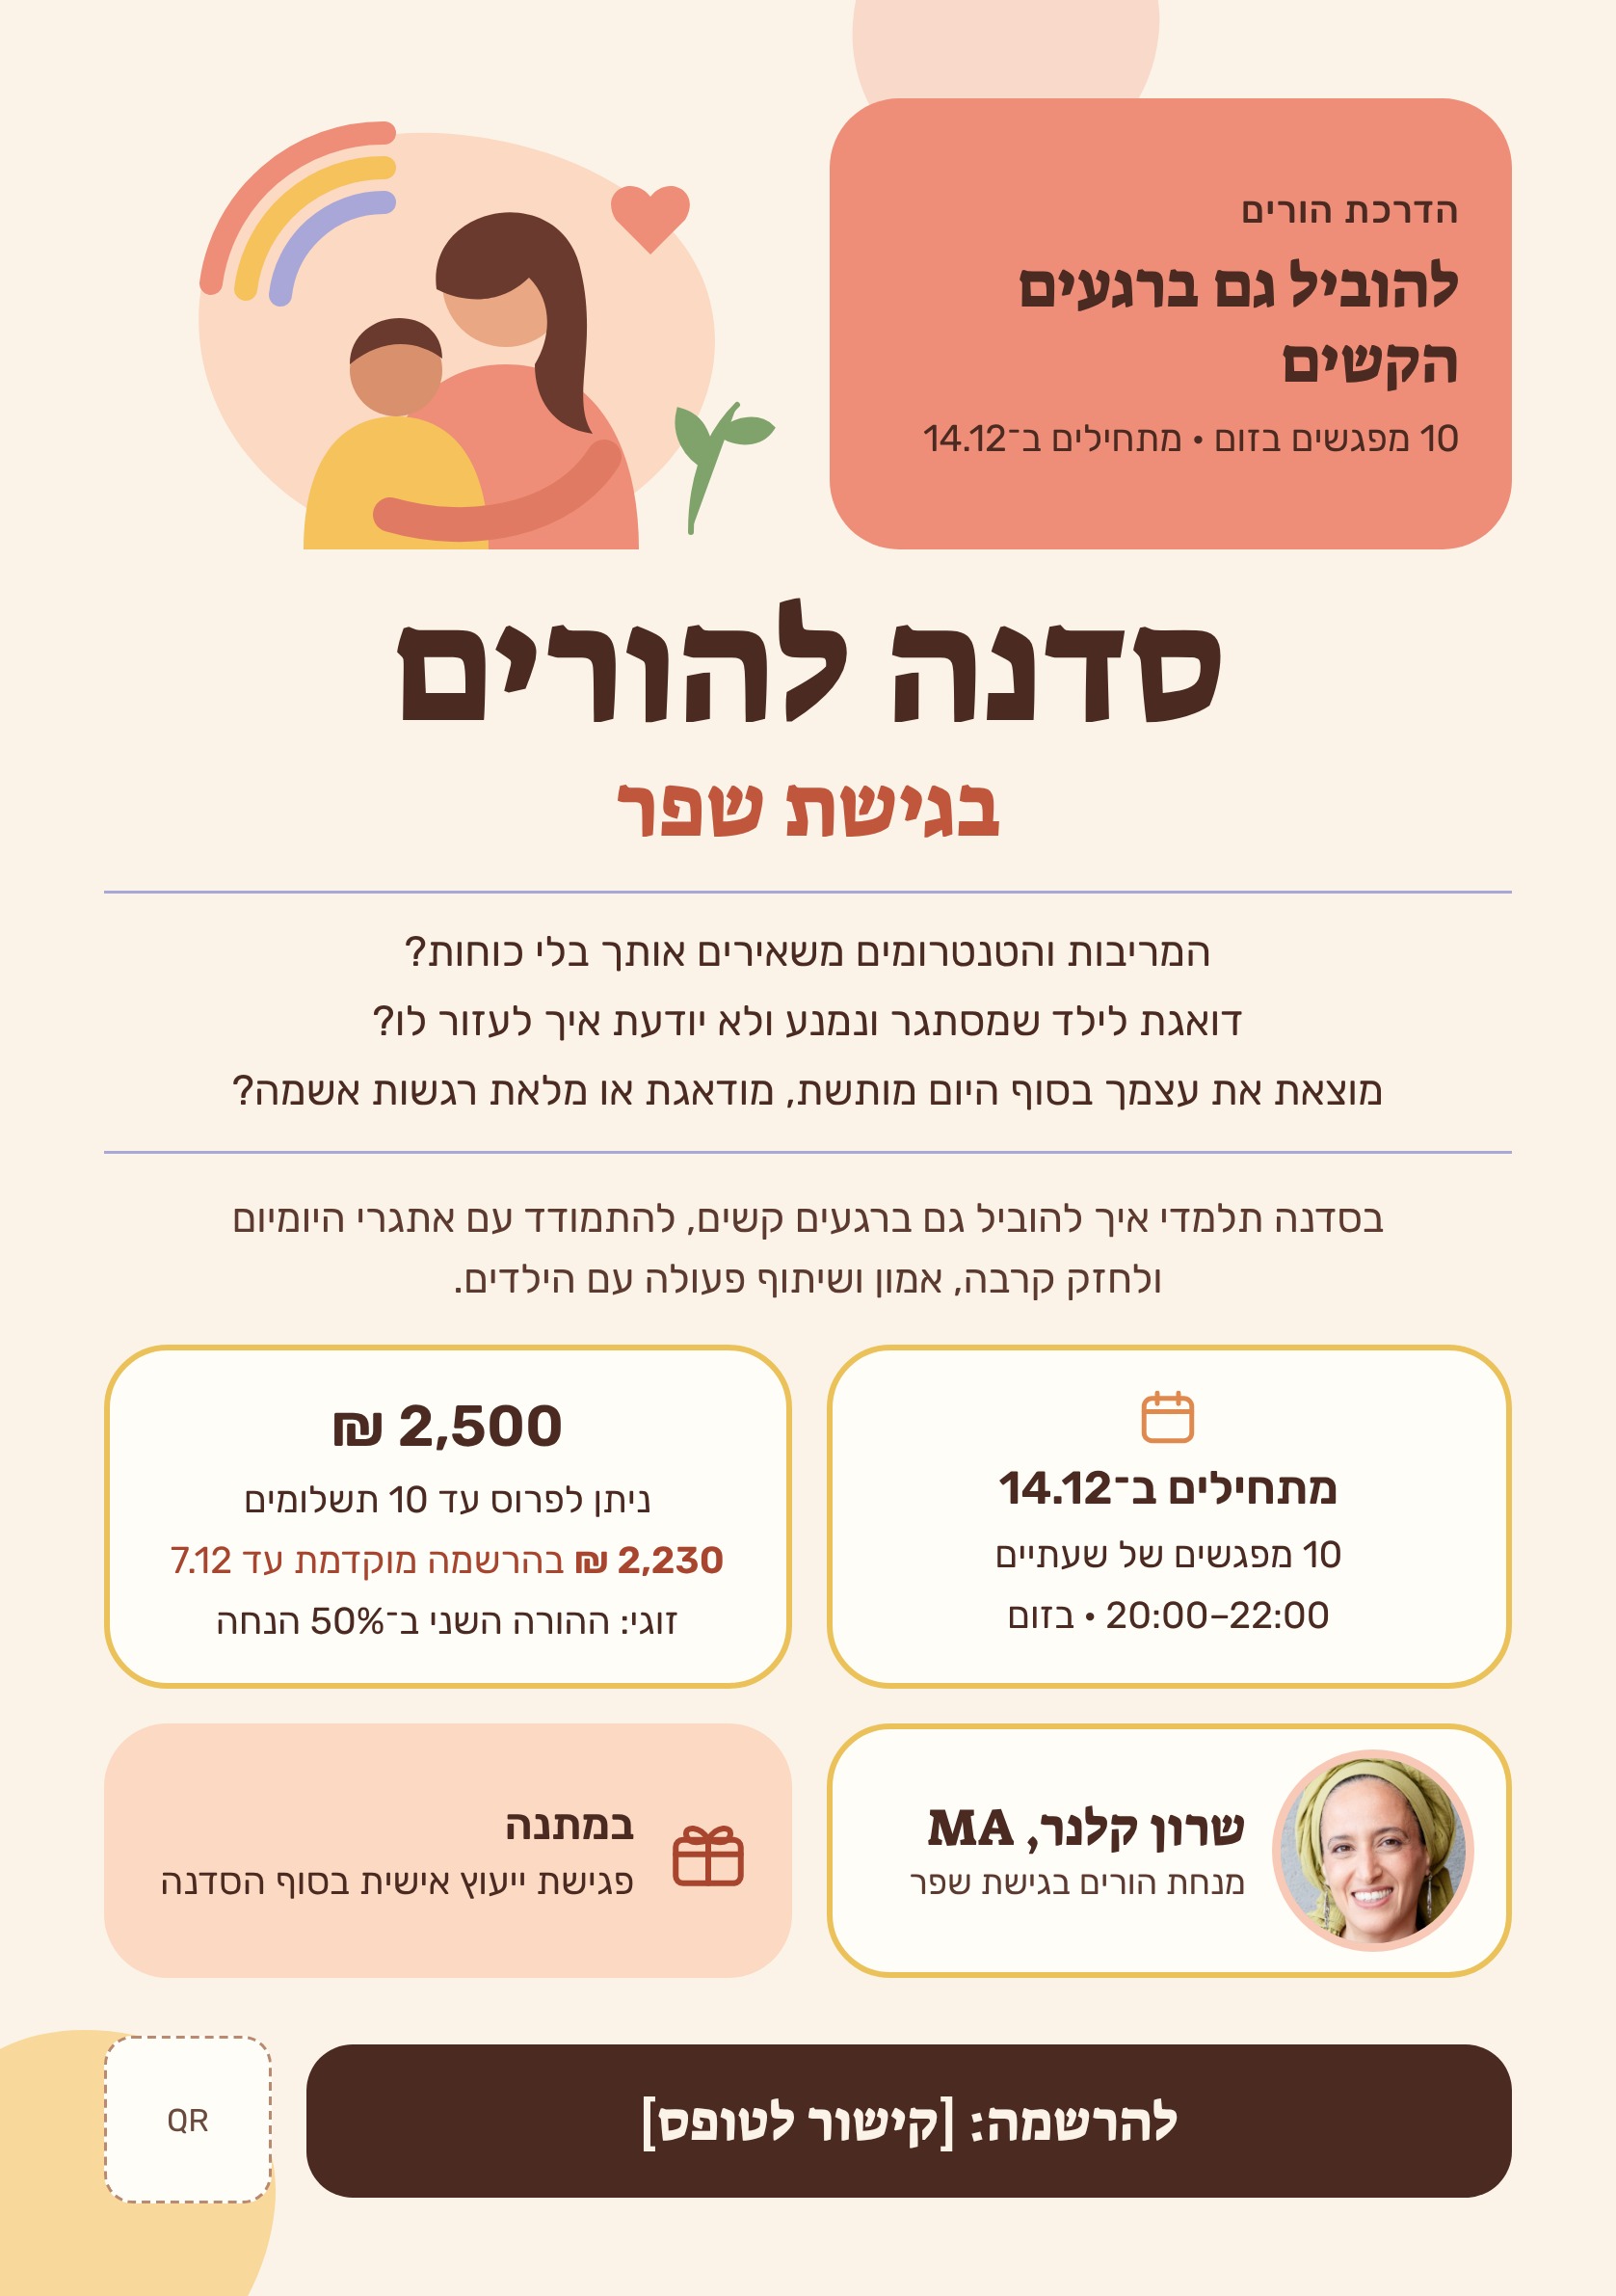 הדרכת הורים
להוביל גם ברגעים
הקשים
10 מפגשים בזום • מתחילים ב־14.12
סדנה להורים
בגישת שפר
המריבות והטנטרומים משאירים אותך בלי כוחות?
דואגת לילד שמסתגר ונמנע ולא יודעת איך לעזור לו?
מוצאת את עצמך בסוף היום מותשת, מודאגת או מלאת רגשות אשמה?
בסדנה תלמדי איך להוביל גם ברגעים קשים, להתמודד עם אתגרי היומיום
ולחזק קרבה, אמון ושיתוף פעולה עם הילדים.
מתחילים ב־14.12
10 מפגשים של שעתיים
20:00–22:00 • בזום
2,500 ₪
ניתן לפרוס עד 10 תשלומים
2,230 ₪ בהרשמה מוקדמת עד 7.12
זוגי: ההורה השני ב־50% הנחה
שרון קלנר, MA
מנחת הורים בגישת שפר
במתנה
פגישת ייעוץ אישית בסוף הסדנה
להרשמה: [קישור לטופס]
QR